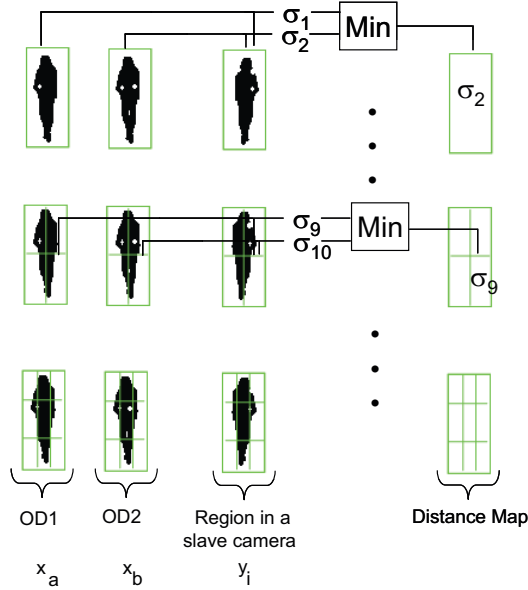 σ1
σ2
Min
σ2
σ9
σ10
Min
σ9
OD1
OD2
Region in a
slave camera
Distance Map
xa
xb
yi